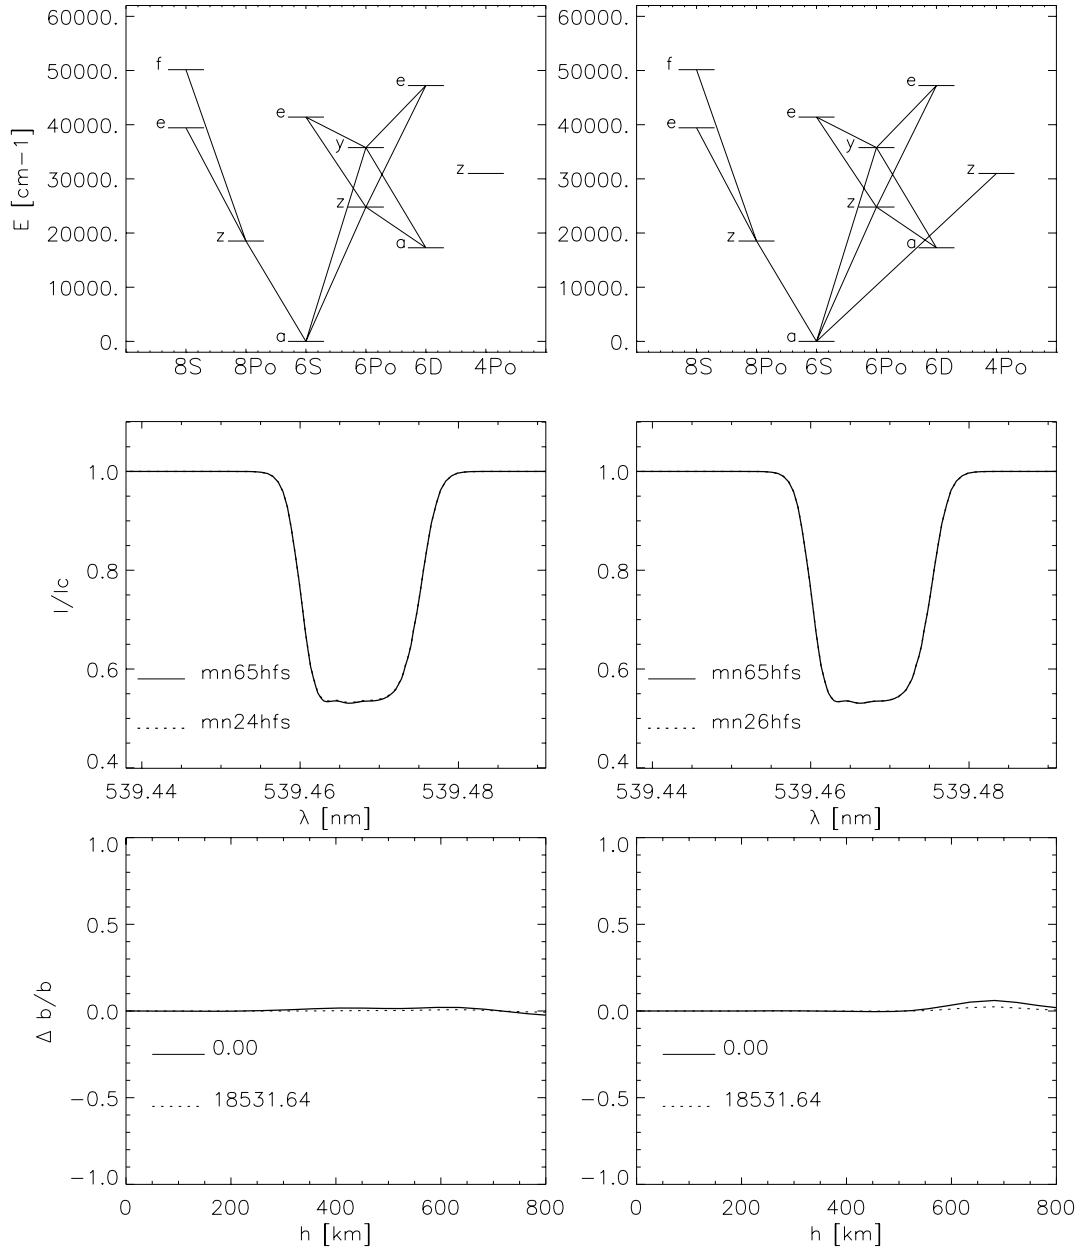 E [cm-1]
60000.
50000.
40000.
30000.
20000.
10000.
0.
f
e
z
a
e
y
z
e
a
z
8S 8Po 6S 6Po 6D 4Po
60000.
50000.
40000.
30000.
20000.
10000.
0.
f
e
z
a
e
y
z
e
a
z
8S 8Po 6S 6Po 6D 4Po
I/Ic
1.0
0.8
0.6
0.4
mn65hfs
mn24hfs
539.44 539.46 539.48
λ [nm]
1.0
0.8
0.6
0.4
mn65hfs
mn26hfs
539.44 539.46 539.48
λ [nm]
Δ b/b
1.0
0.5
0.0
−0.5
−1.0
0.00
18531.64
0 200 400 600 800
h [km]
1.0
0.5
0.0
−0.5
−1.0
0.00
18531.64
0 200 400 600 800
h [km]